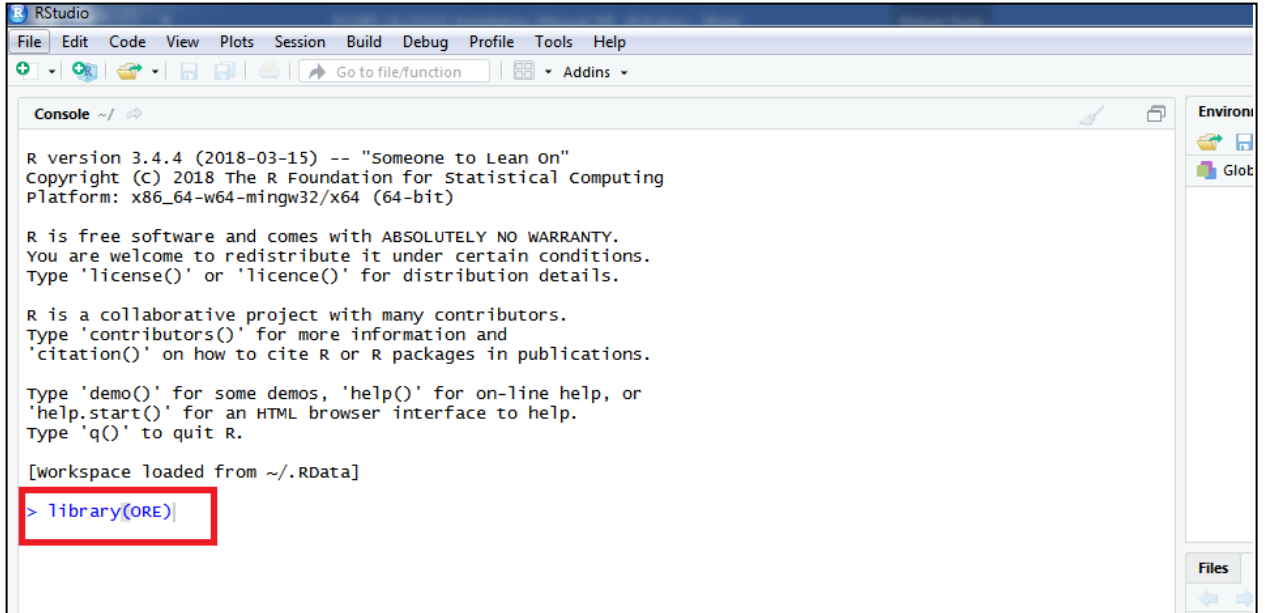 RStudio
File Edit Code View Plots Session Build Debug Profile Tools Help
Go to file/function Addins
Console ~/
R version 3.4.4 (2018-03-15) -- "Someone to Lean On"
Copyright (C) 2018 The R Foundation for Statistical Computing
Platform: x86_64-w64-mingw32/x64 (64-bit)
R is free software and comes with ABSOLUTELY NO WARRANTY.
You are welcome to redistribute it under certain conditions.
Type 'license()' or 'licence()' for distribution details.
R is a collaborative project with many contributors.
Type 'contributors()' for more information and
'citation()' on how to cite R or R packages in publications.
Type 'demo()' for some demos, 'help()' for on-line help, or
'help.start()' for an HTML browser interface to help.
Type 'q()' to quit R.
[Workspace loaded from ~/.RData]
> library(ORE)
Environ
Glob
Files